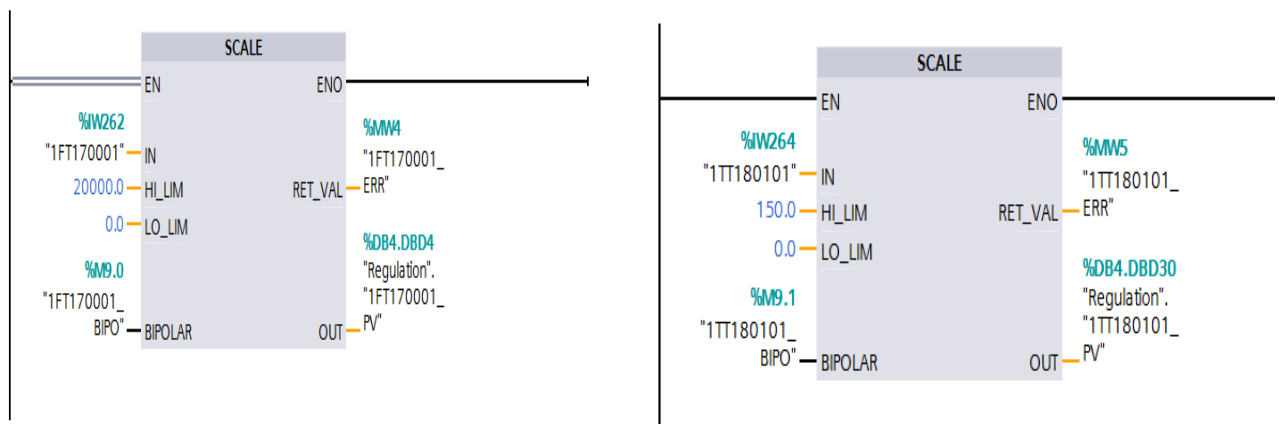 SCALE
EN ENO
%IW262
"1FT170001" IN
20000.0 HI_LIM
0.0 LO_LIM
%M9.0
"1FT170001_
BIPO" BIPOLAR
%MW4
"1FT170001_
RET_VAL ERR"
%DB4.DBD4
"Regulation".
"1FT170001_
OUT PV"
SCALE
EN ENO
%IW264
"1TT180101" IN
150.0 HI_LIM
0.0 LO_LIM
%M9.1
"1TT180101_
BIPO" BIPOLAR
%MW5
"1TT180101_
RET_VAL ERR"
%DB4.DBD30
"Regulation".
"1TT180101_
OUT PV"